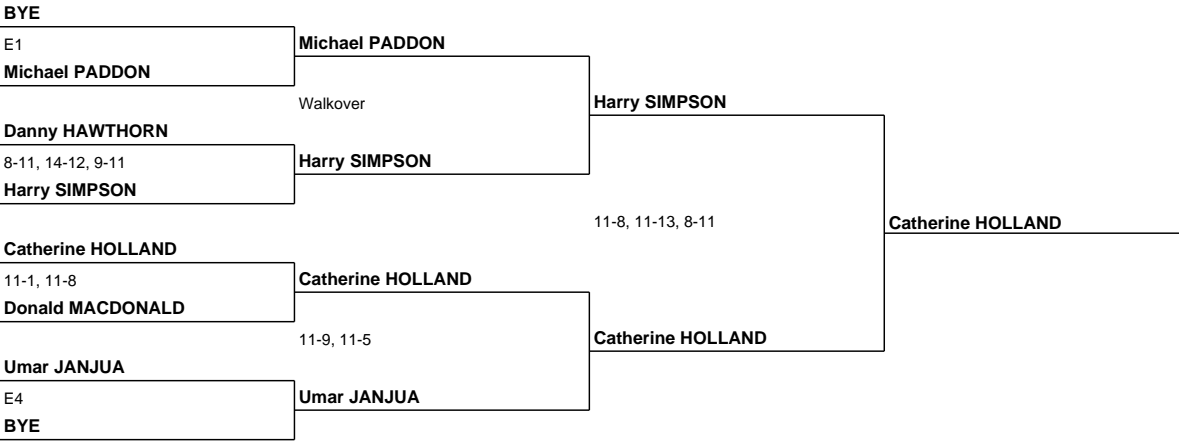 BYE
E1
Michael PADDON
Michael PADDON
Walkover
Harry SIMPSON
Danny HAWTHORN
8-11, 14-12, 9-11
Harry SIMPSON
Harry SIMPSON
11-8, 11-13, 8-11
Catherine HOLLAND
Catherine HOLLAND
11-1, 11-8
Catherine HOLLAND
Donald MACDONALD
11-9, 11-5
Catherine HOLLAND
Umar JANJUA
E4
Umar JANJUA
BYE